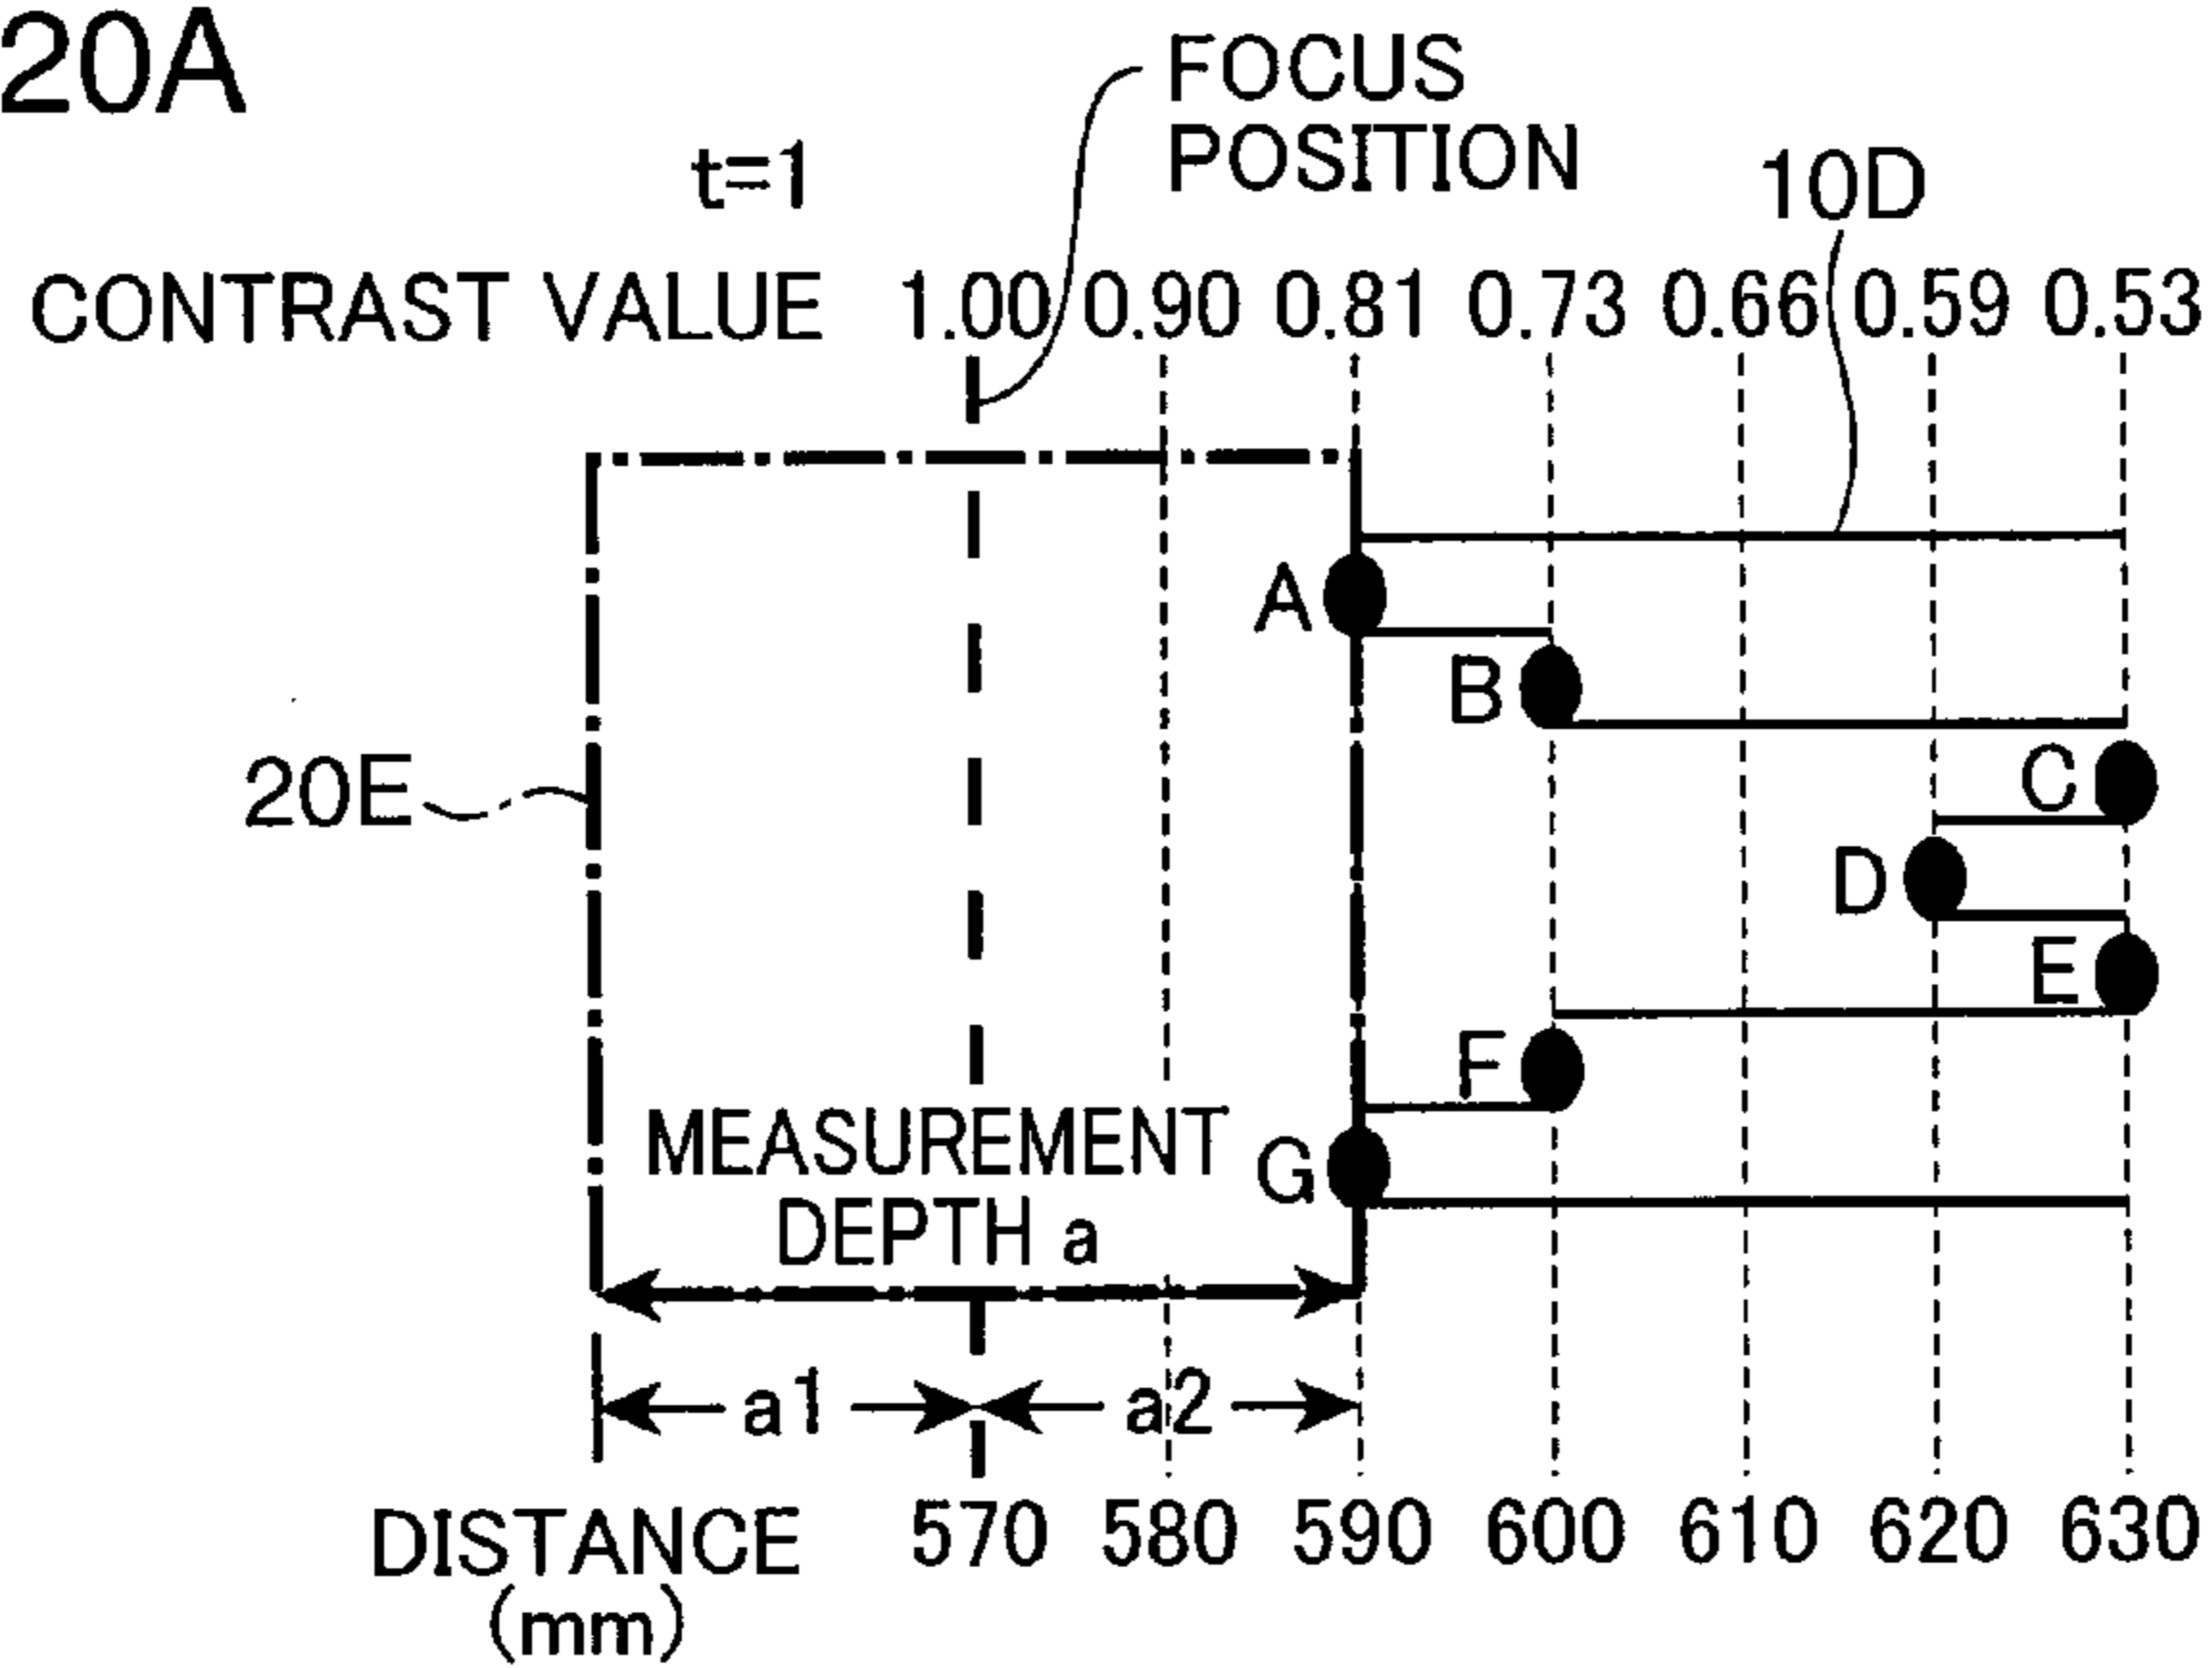 20A
FOCUS
POSITION
t=1
10D
CONTRAST VALUE 1.00 0.90 0.81 0.73 0.66 0.59 0.53
A
B
C
20E
D
E
F
MEASUREMENT
DEPTH a
G
a1 a2
DISTANCE 570 580 590 600 610 620 630
(mm)